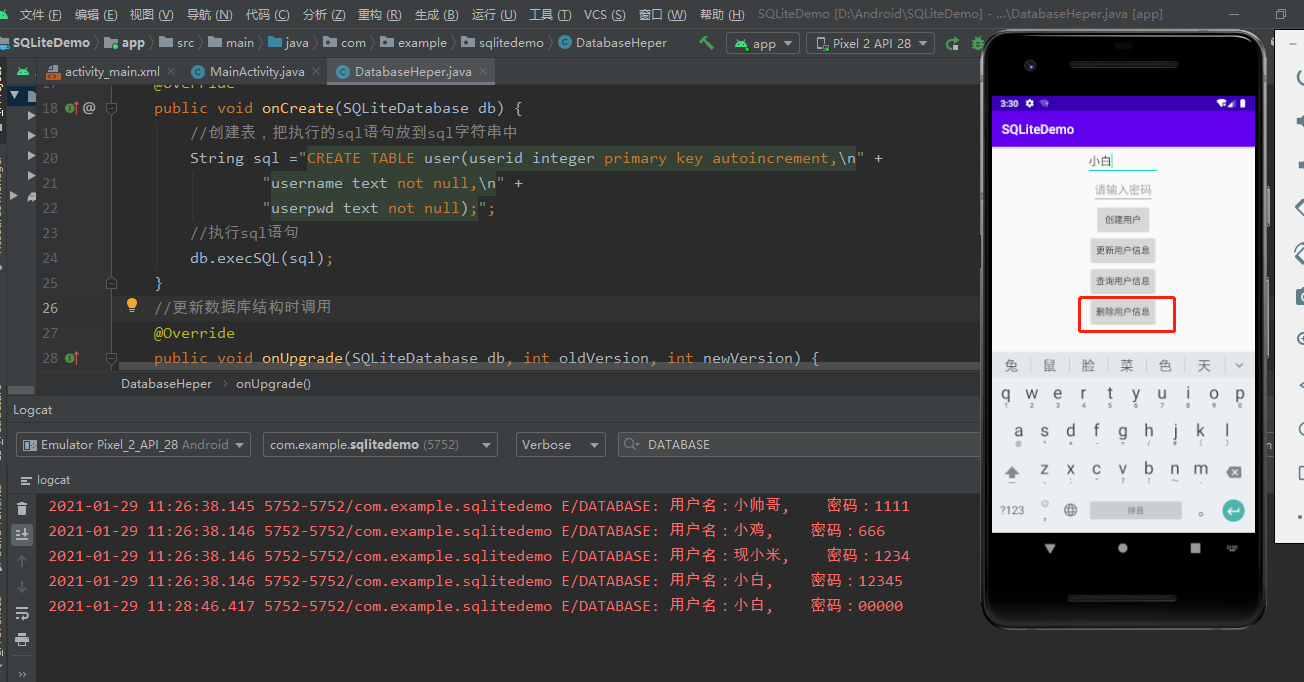 文件 (F) 编辑 (E) 视图 (V) 导航 (N) 代码 (C) 分析 (Z) 重构 (R) 生成 (B) 运行 (U) 工具 (T) VCS (S) 窗口 (W) 帮助 (H) SQLiteDemo [D:\Android\SQLiteDemo] - ...\DatabaseHeper.java [app]
SQLiteDemo app src main java com example sqlitedemo DatabaseHeper app Pixel 2 API 28
activity_main.xml MainActivity.java DatabaseHeper.java
@Override
18 public void onCreate(SQLiteDatabase db) {
19 //创建表，把执行的sql语句放到sql字符串中
20 String sql ="CREATE TABLE user(userid integer primary key autoincrement,\n" +
21 "username text not null,\n" +
22 "userpwd text not null);";
23 //执行sql语句
24 db.execSQL(sql);
25 }
26 //更新数据库结构时调用
27 @Override
28 public void onUpgrade(SQLiteDatabase db, int oldVersion, int newVersion) {
DatabaseHeper onUpgrade()
Logcat
Emulator Pixel_2_API_28 Android com.example.sqlitedemo (5752) Verbose DATABASE
logcat
2021-01-29 11:26:38.145 5752-5752/com.example.sqlitedemo E/DATABASE: 用户名：小帅哥, 密码：1111
2021-01-29 11:26:38.146 5752-5752/com.example.sqlitedemo E/DATABASE: 用户名：小鸡, 密码：666
2021-01-29 11:26:38.146 5752-5752/com.example.sqlitedemo E/DATABASE: 用户名：现小米, 密码：1234
2021-01-29 11:26:38.146 5752-5752/com.example.sqlitedemo E/DATABASE: 用户名：小白, 密码：12345
2021-01-29 11:28:46.417 5752-5752/com.example.sqlitedemo E/DATABASE: 用户名：小白, 密码：00000
3:30
SQLiteDemo
小白
请输入密码
创建用户
更新用户信息
查询用户信息
删除用户信息
兔 鼠 脸 菜 色 天
q w e r t y u i o p
1 2 3 4 5 6 7 8 9 0
a s d f g h j k l
z x c v b n m
?123 , 拼音 。